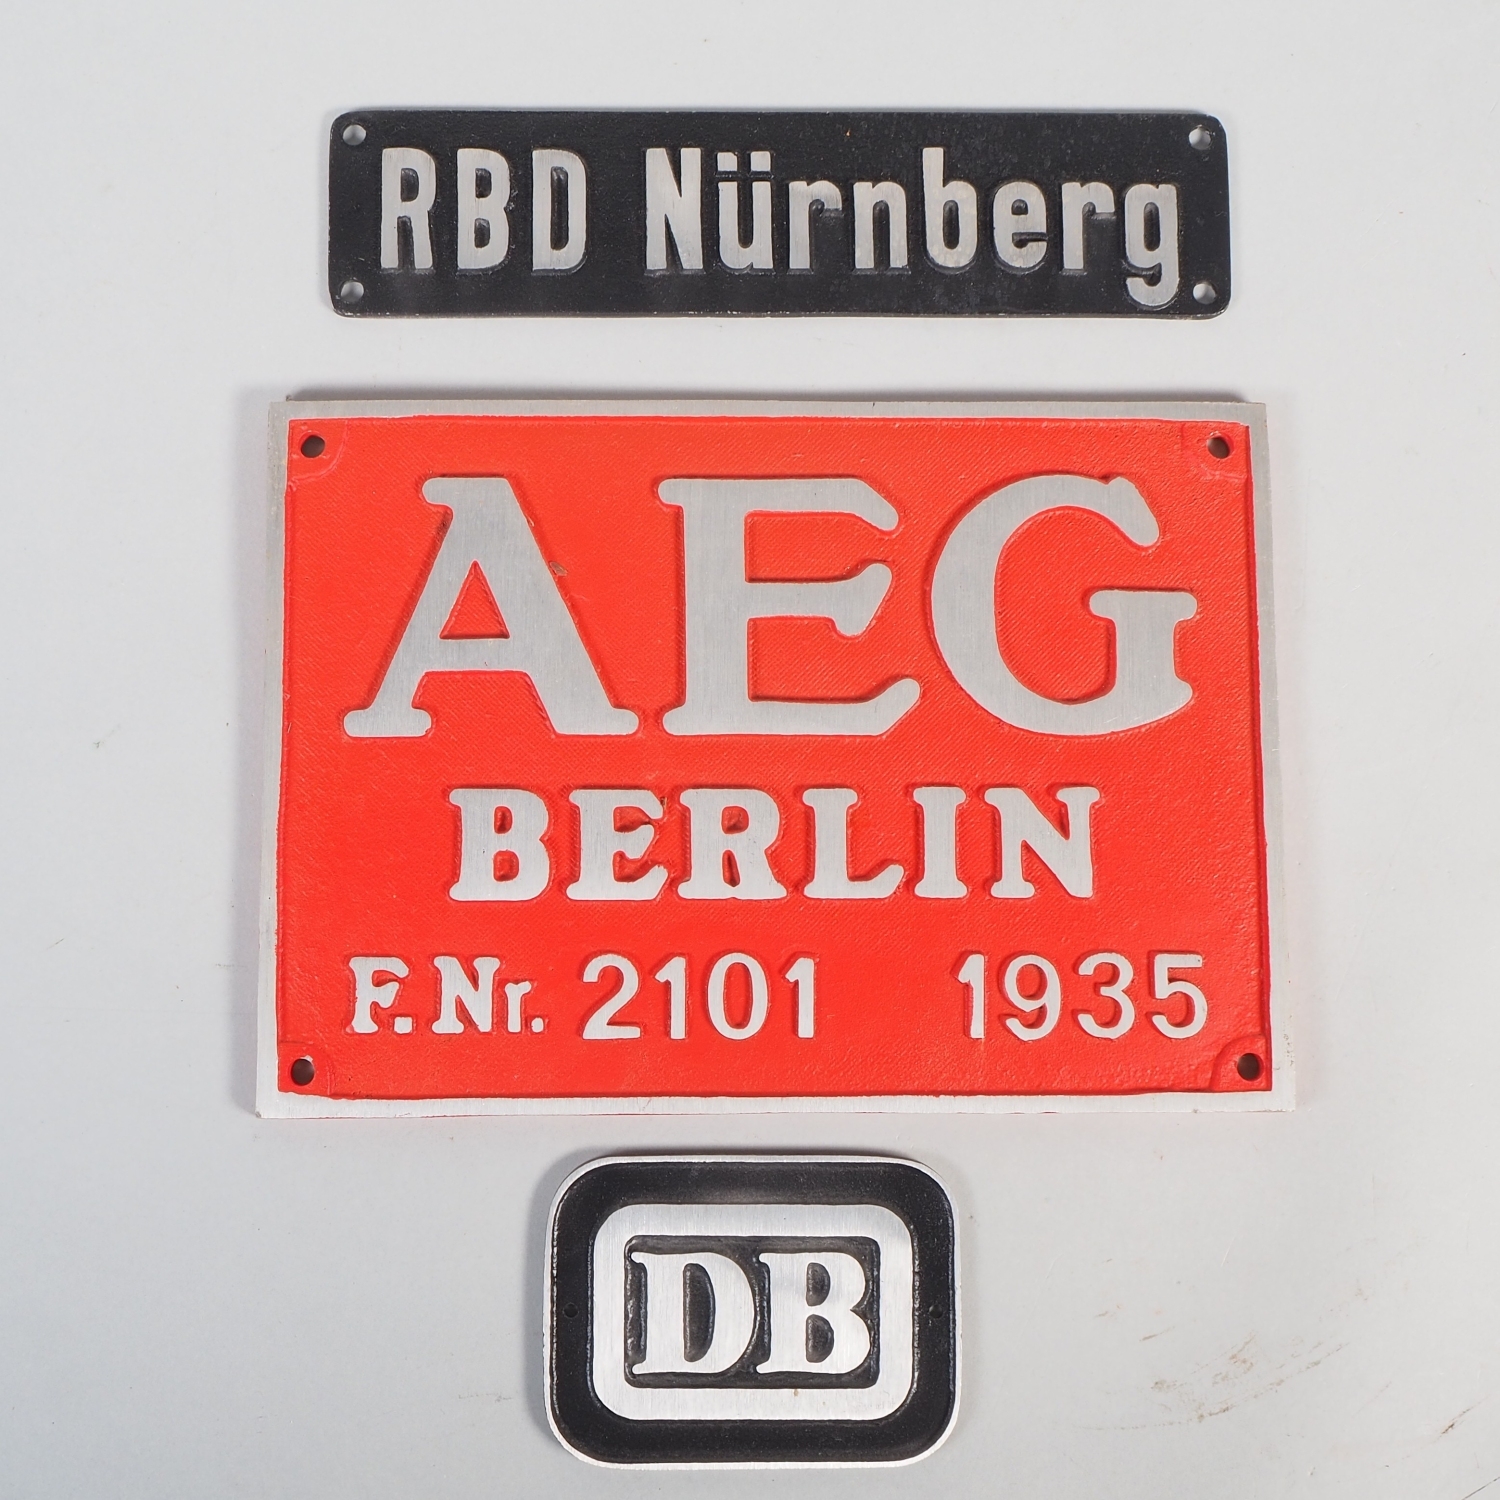 RBD Nürnberg
AEG
BERLIN
F.Nr. 2101 1935
DB